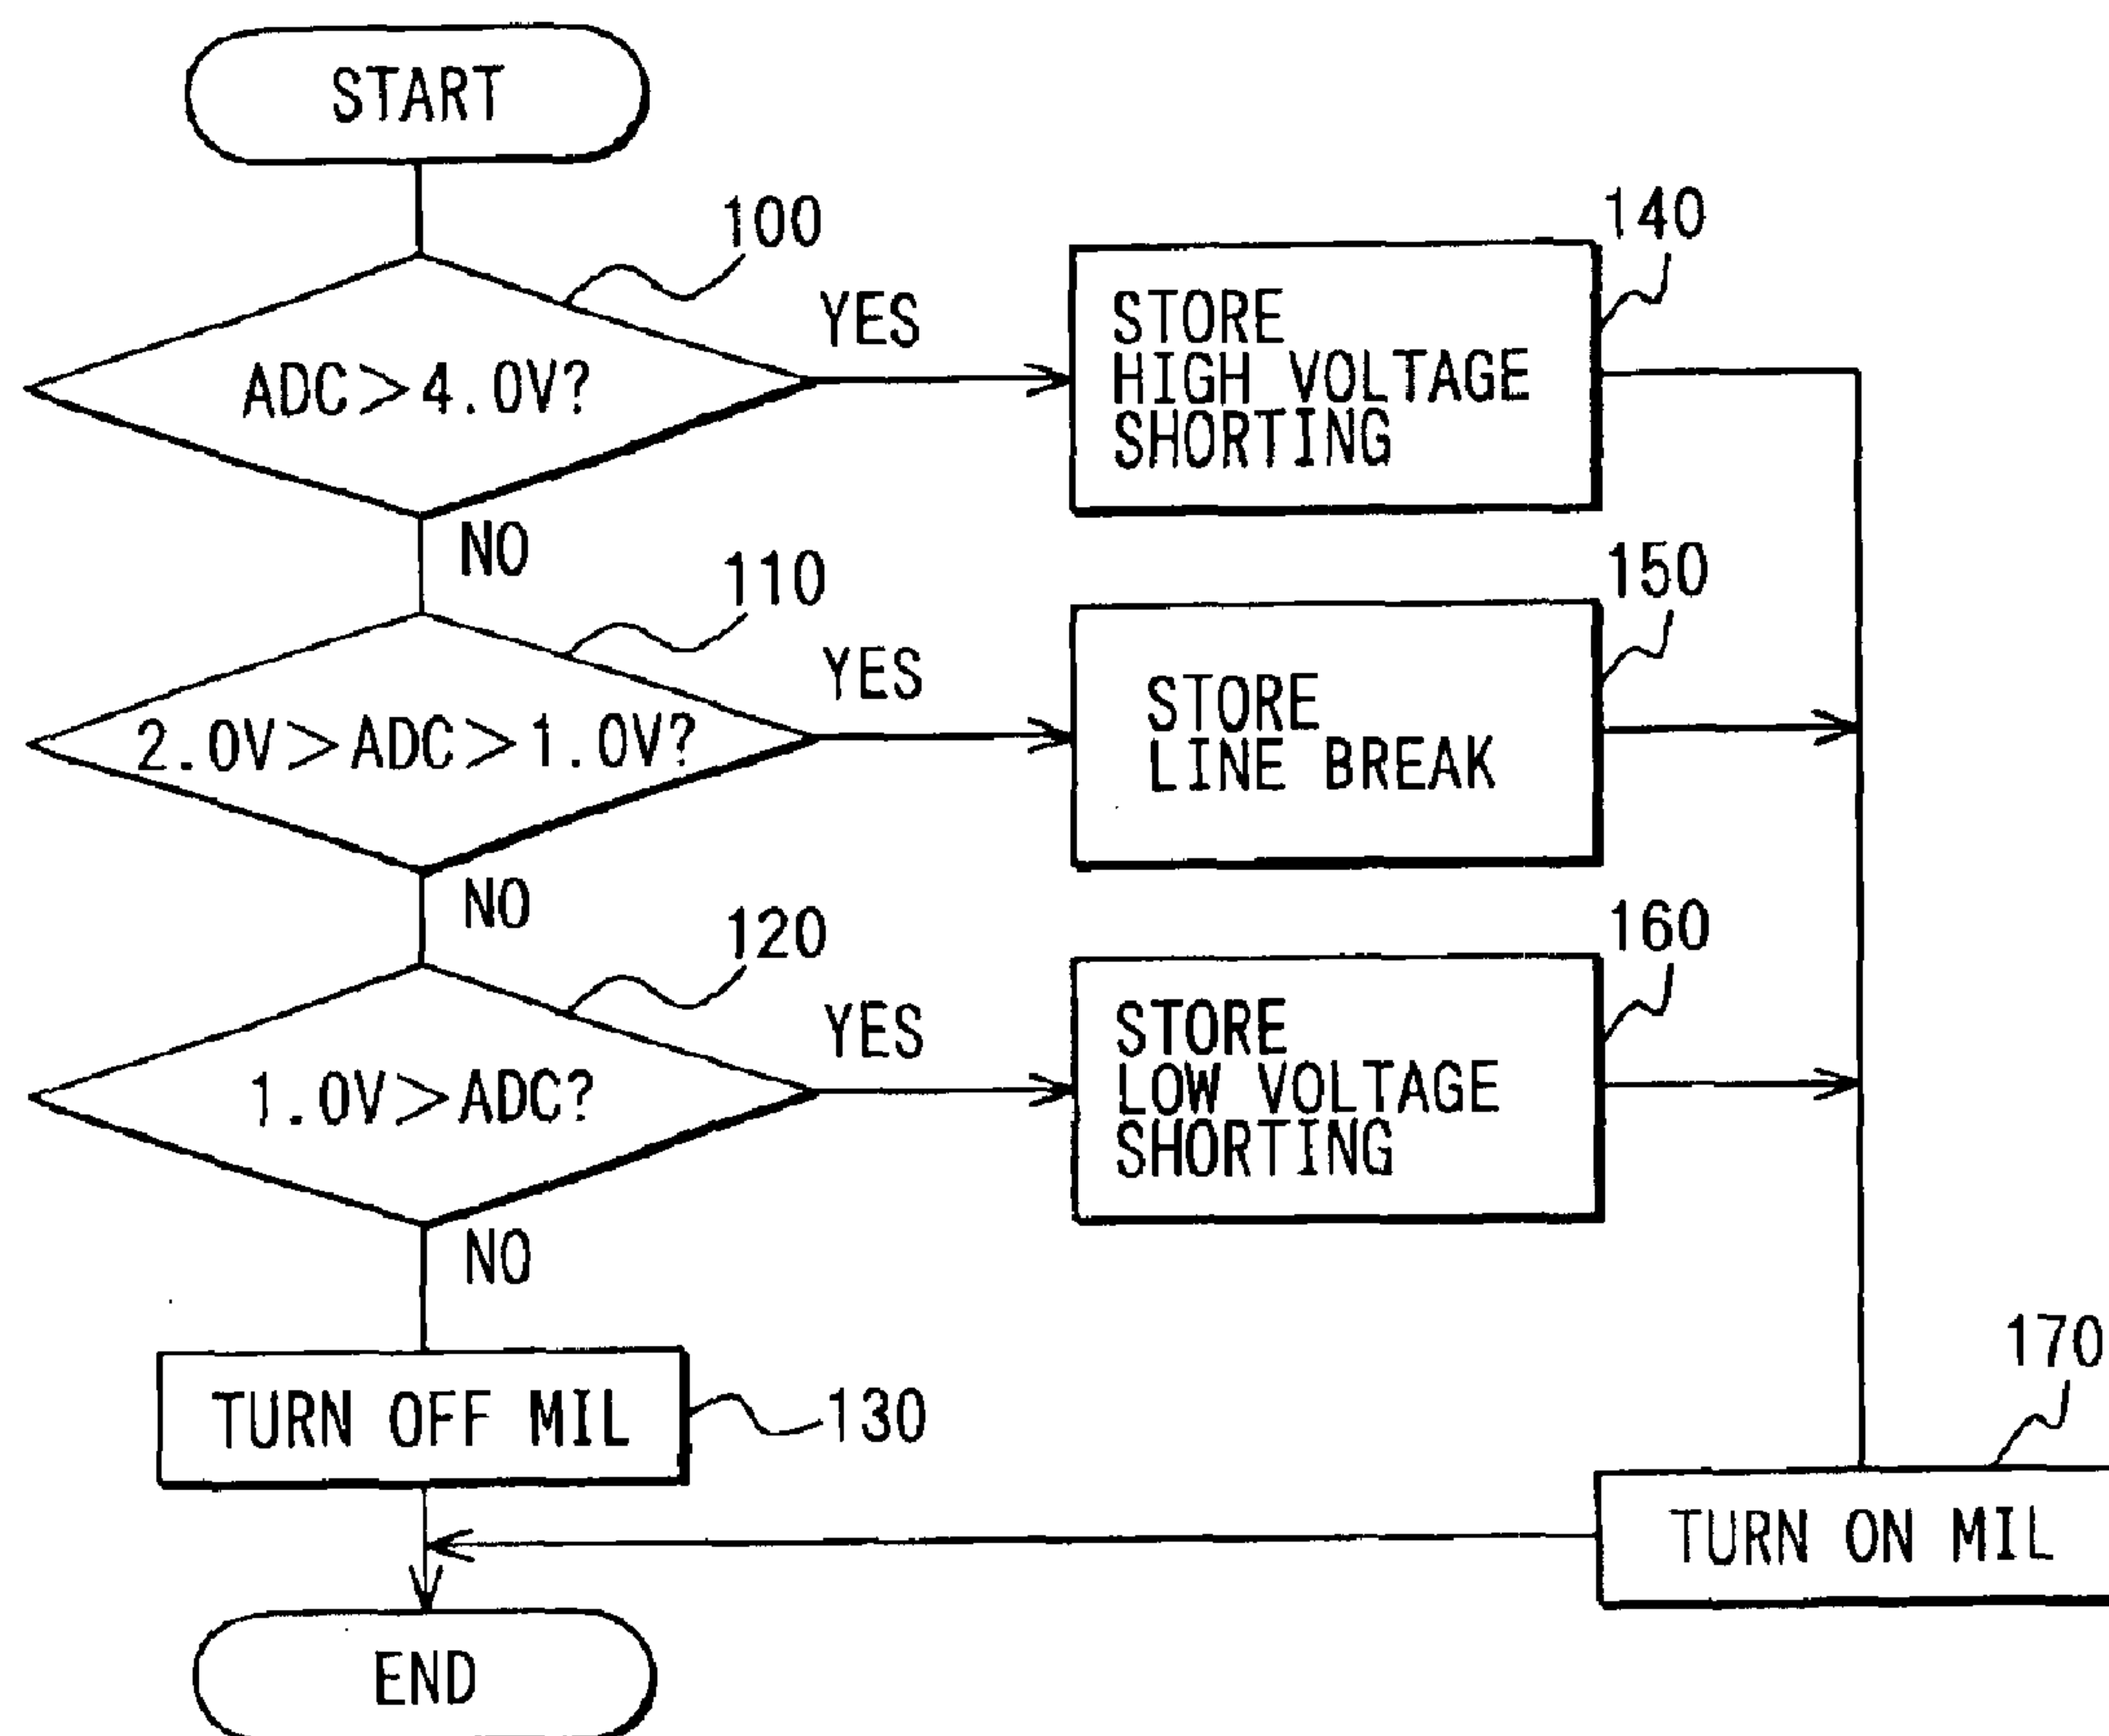 START
100
ADC>4.0V?
YES
140
STORE
HIGH VOLTAGE
SHORTING
NO
110
2.0V>ADC>1.0V?
YES
150
STORE
LINE BREAK
NO
120
1.0V>ADC?
YES
160
STORE
LOW VOLTAGE
SHORTING
NO
TURN OFF MIL
130
170
TURN ON MIL
END